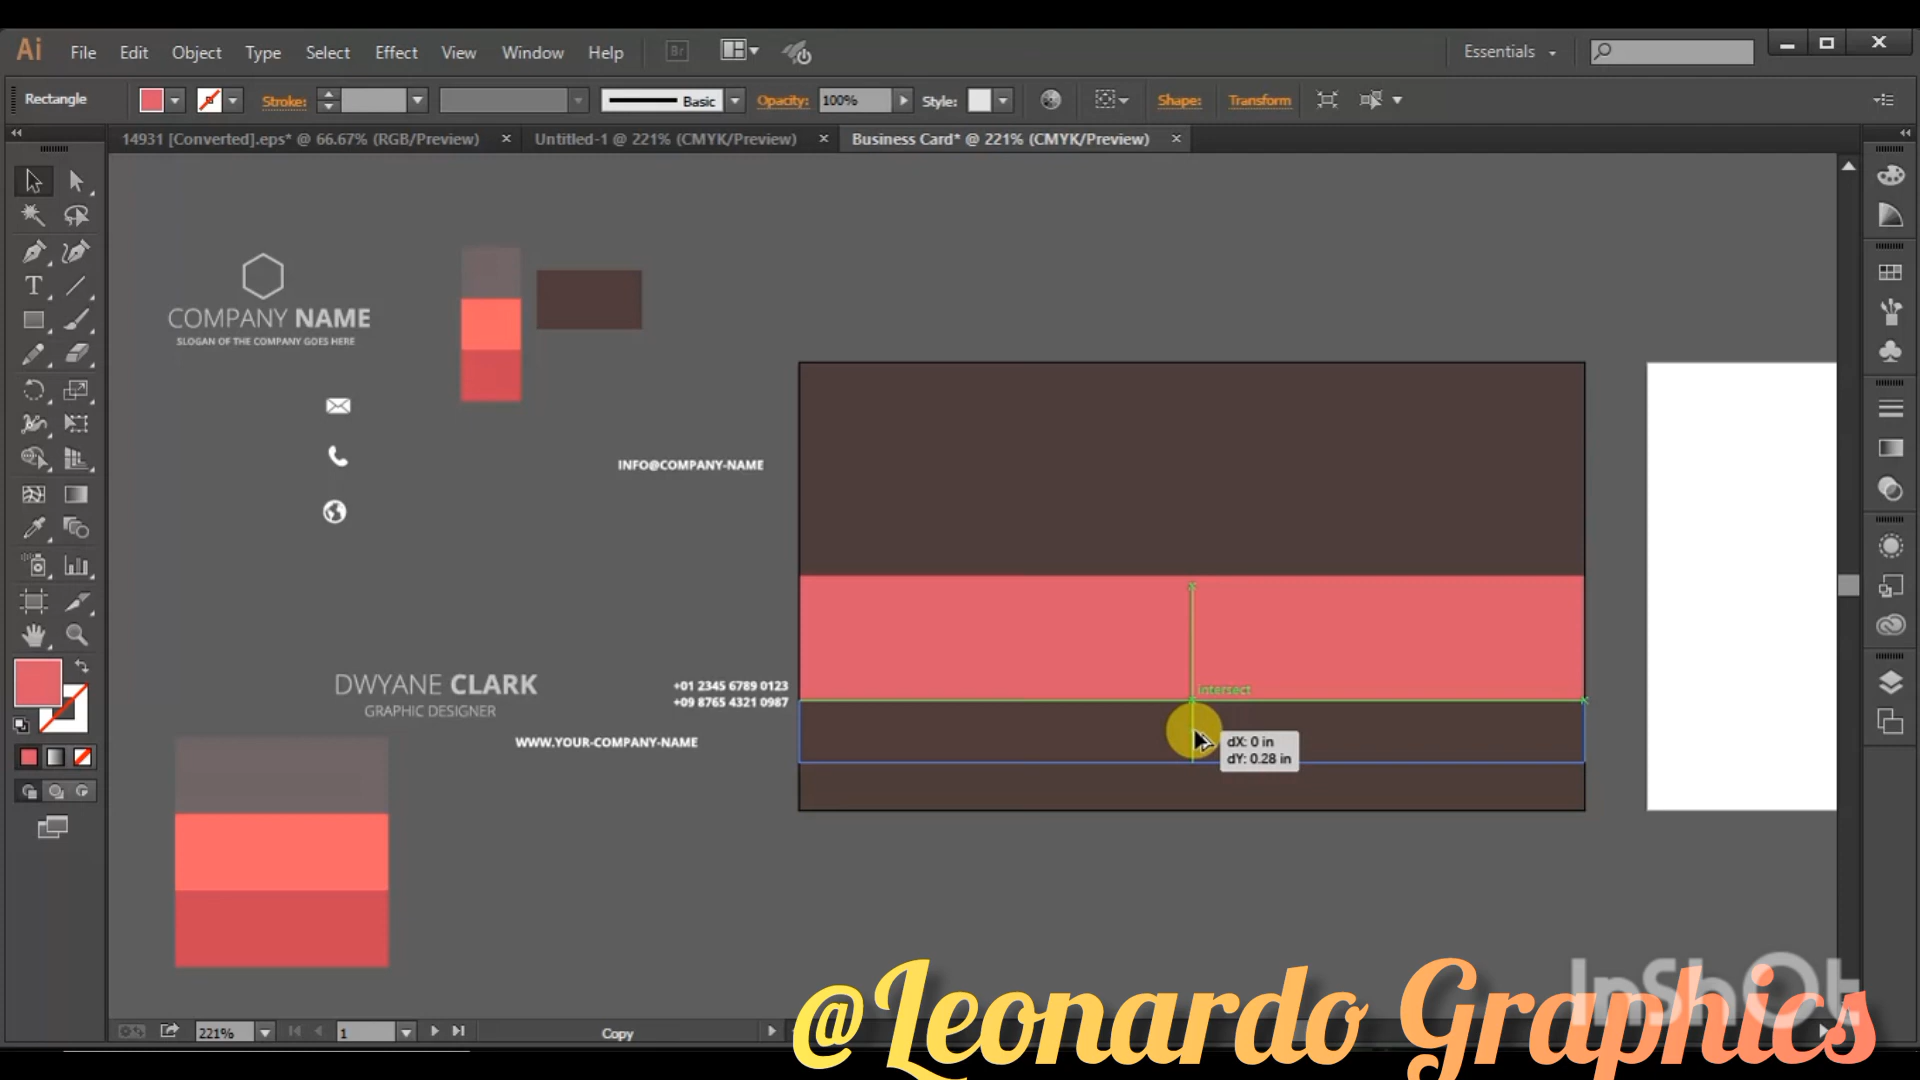 Ai File Edit Object Type Select Effect View Window Help Br Essentials
Rectangle Stroke: Basic Opacity: 100% Style: Shape: Transform
14931 [Converted].eps* @ 66.67% (RGB/Preview) × Untitled-1 @ 221% (CMYK/Preview) × Business Card* @ 221% (CMYK/Preview) ×
COMPANY NAME
SLOGAN OF THE COMPANY GOES HERE
INFO@COMPANY-NAME
DWYANE CLARK
GRAPHIC DESIGNER
+01 2345 6789 0123
+09 8765 4321 0987
WWW.YOUR-COMPANY-NAME
intersect
dX: 0 in
dY: 0.28 in
221% 1 Copy
@Leonardo Graphics
InShOt